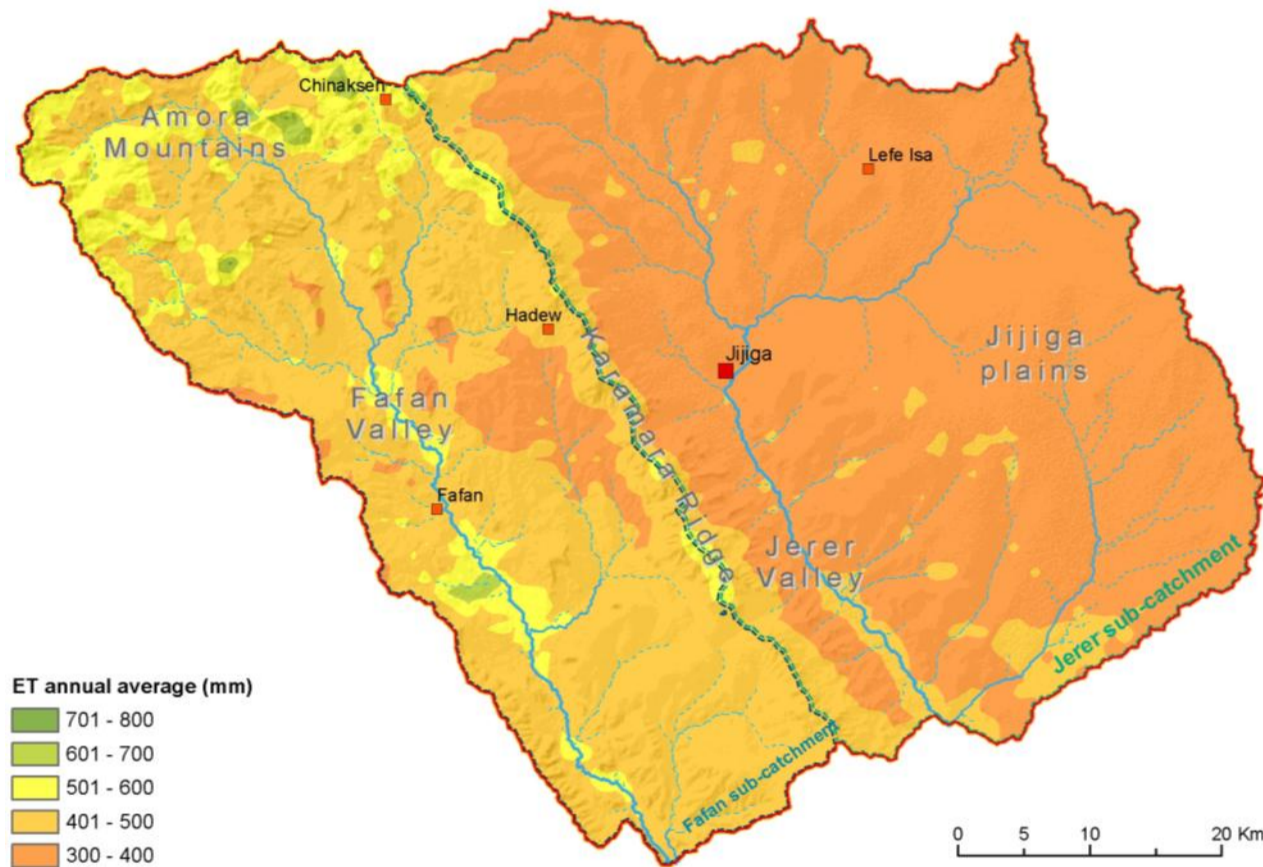 Chinaksen
Amora
Mountains
Lefe Isa
Hadew
Karamara Ridge
Jijiga
Jijiga
plains
Fafan
Valley
Fafan
Jerer
Valley
Jerer sub-catchment
Fafan sub-catchment
ET annual average (mm)
701 - 800
601 - 700
501 - 600
401 - 500
300 - 400
0 5 10 20 Km